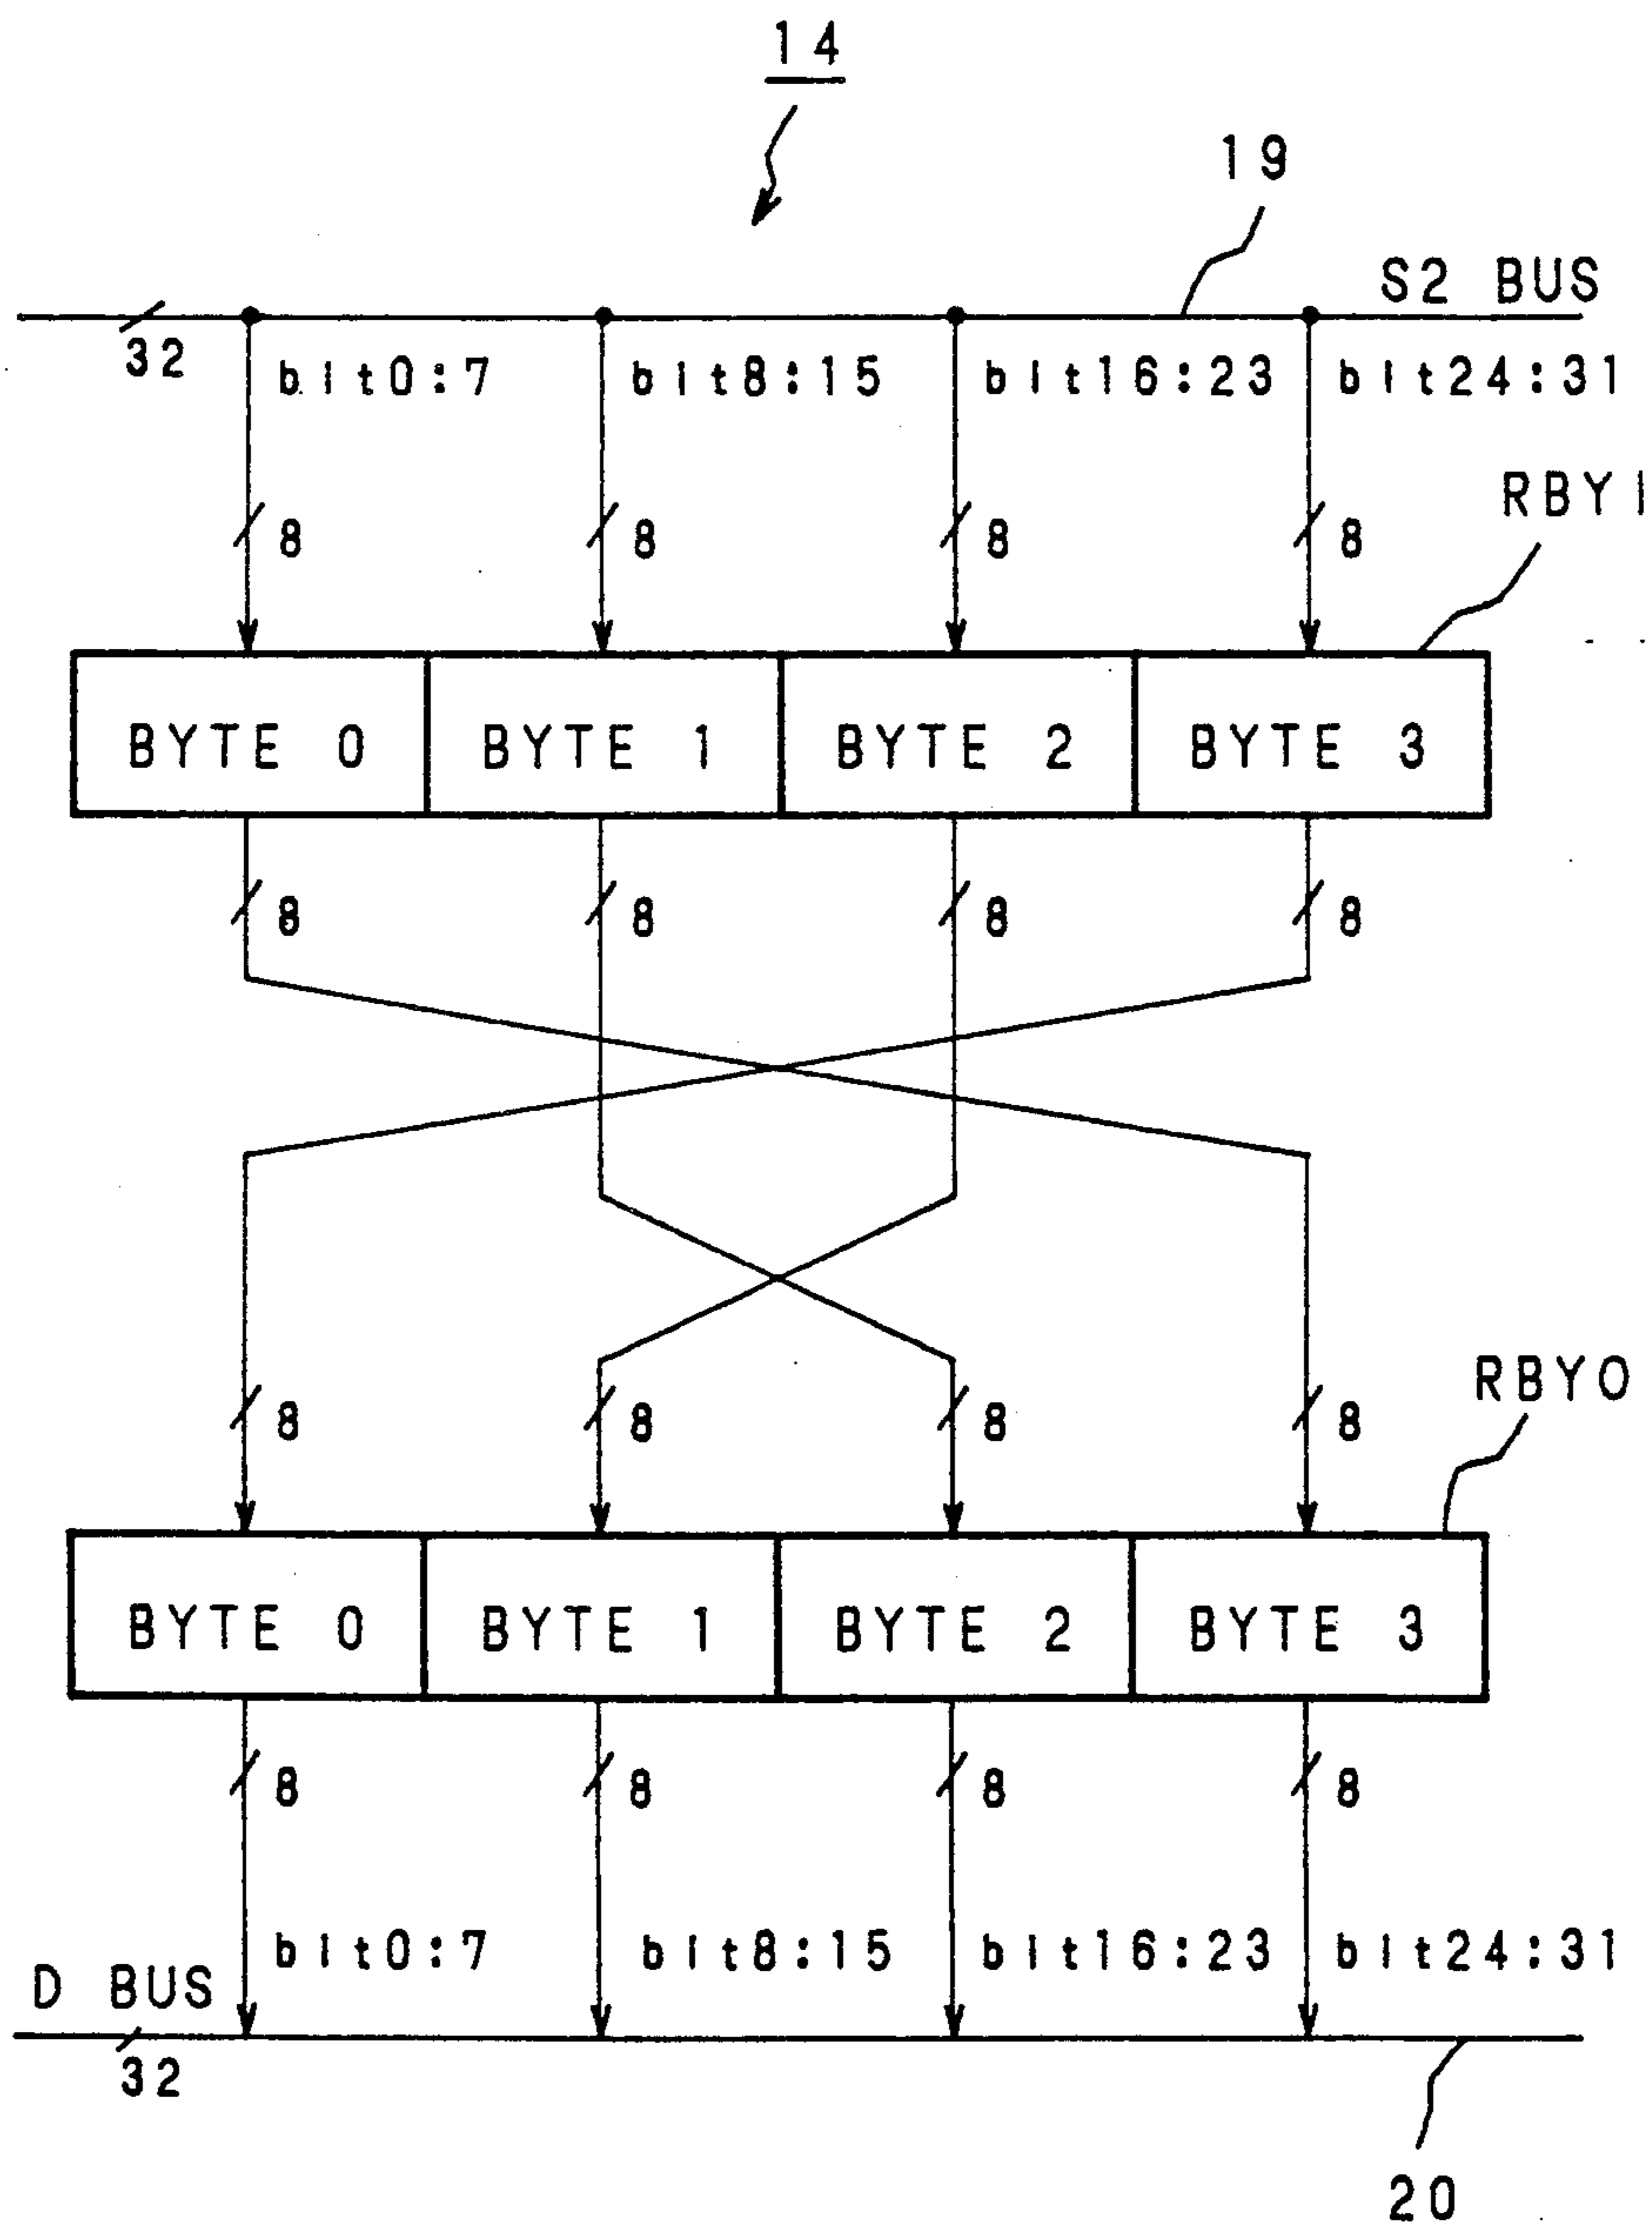 14
19
S2 BUS
32
bit0:7 bit8:15 bit16:23 bit24:31
RBYI
8 8 8 8
BYTE 0 BYTE 1 BYTE 2 BYTE 3
8 8 8 8
RBYO
8 8 8 8
BYTE 0 BYTE 1 BYTE 2 BYTE 3
8 8 8 8
bit0:7 bit8:15 bit16:23 bit24:31
D BUS
32
20